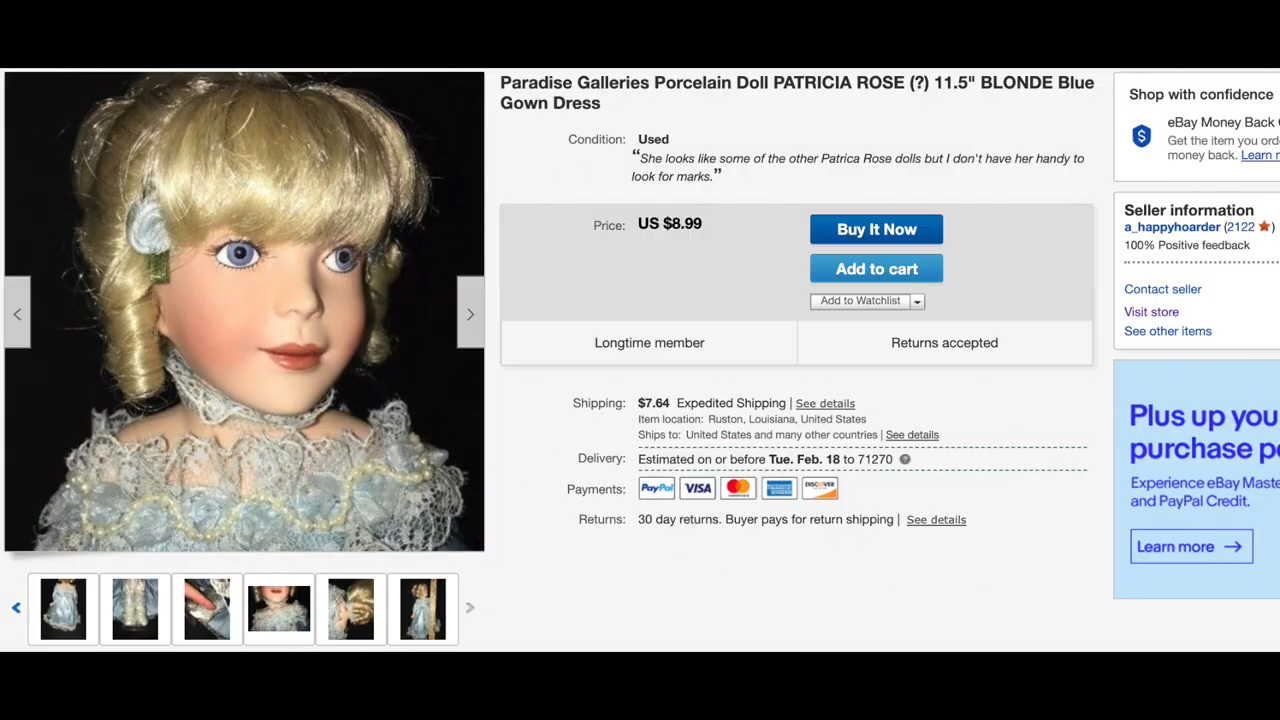 Paradise Galleries Porcelain Doll PATRICIA ROSE (?) 11.5" BLONDE Blue
Gown Dress
Condition: Used
“She looks like some of the other Patrica Rose dolls but I don't have her handy to
look for marks.”
Price: US $8.99
Buy It Now
Add to cart
Add to Watchlist
Longtime member
Returns accepted
Shipping: $7.64 Expedited Shipping | See details
Item location: Ruston, Louisiana, United States
Ships to: United States and many other countries | See details
Delivery: Estimated on or before Tue. Feb. 18 to 71270
Payments: PayPal VISA MasterCard AMERICAN EXPRESS DISCOVER
Returns: 30 day returns. Buyer pays for return shipping | See details
Shop with confidence
eBay Money Back
Get the item you
money back. Learn
Seller information
a_happyhoarder (2122)
100% Positive feedback
Contact seller
Visit store
See other items
Plus up you
purchase
Experience eBay
and PayPal Credit.
Learn more